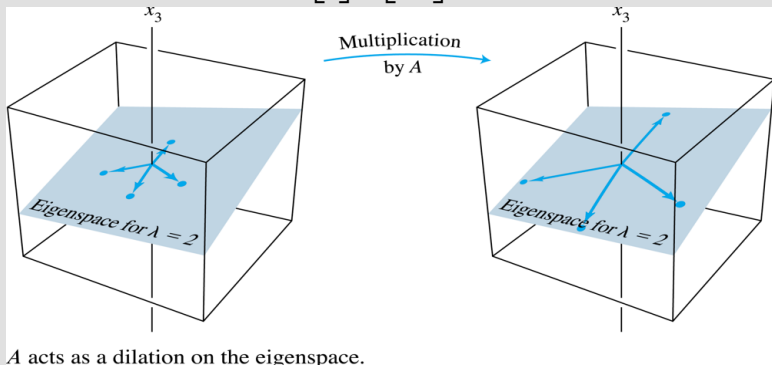 x₃
x₃
Multiplication
by A
Eigenspace for λ = 2
Eigenspace for λ = 2
A acts as a dilation on the eigenspace.